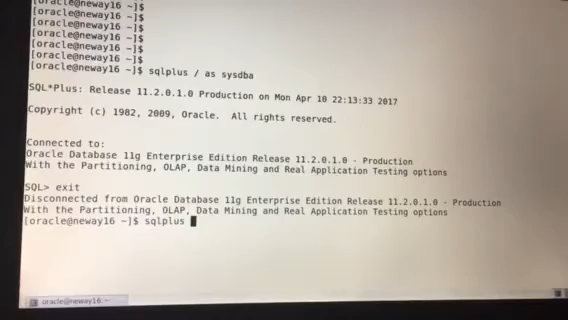 [oracle@neway16 ~]$
[oracle@neway16 ~]$
[oracle@neway16 ~]$
[oracle@neway16 ~]$
[oracle@neway16 ~]$
[oracle@neway16 ~]$
[oracle@neway16 ~]$ sqlplus / as sysdba
SQL*Plus: Release 11.2.0.1.0 Production on Mon Apr 10 22:13:33 2017
Copyright (c) 1982, 2009, Oracle.  All rights reserved.
Connected to:
Oracle Database 11g Enterprise Edition Release 11.2.0.1.0 - Production
With the Partitioning, OLAP, Data Mining and Real Application Testing options
SQL> exit
Disconnected from Oracle Database 11g Enterprise Edition Release 11.2.0.1.0 - Production
With the Partitioning, OLAP, Data Mining and Real Application Testing options
[oracle@neway16 ~]$ sqlplus
oracle@neway16:~